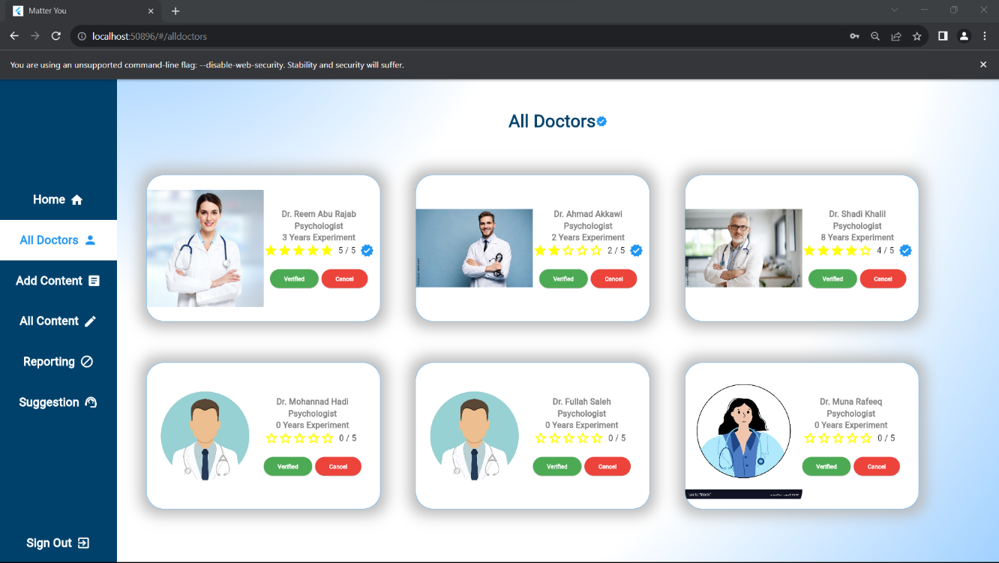 Matter You
localhost:50896/#/alldoctors
You are using an unsupported command-line flag: --disable-web-security. Stability and security will suffer.
Home
All Doctors
Add Content
All Content
Reporting
Suggestion
Sign Out
All Doctors
Dr. Reem Abu Rajab
Psychologist
3 Years Experiment
5 / 5
Verified Cancel
Dr. Ahmad Akkawi
Psychologist
2 Years Experiment
2 / 5
Verified Cancel
Dr. Shadi Khalil
Psychologist
8 Years Experiment
4 / 5
Verified Cancel
Dr. Mohannad Hadi
Psychologist
0 Years Experiment
0 / 5
Verified Cancel
Dr. Fullah Saleh
Psychologist
0 Years Experiment
0 / 5
Verified Cancel
Dr. Muna Rafeeq
Psychologist
0 Years Experiment
0 / 5
Verified Cancel